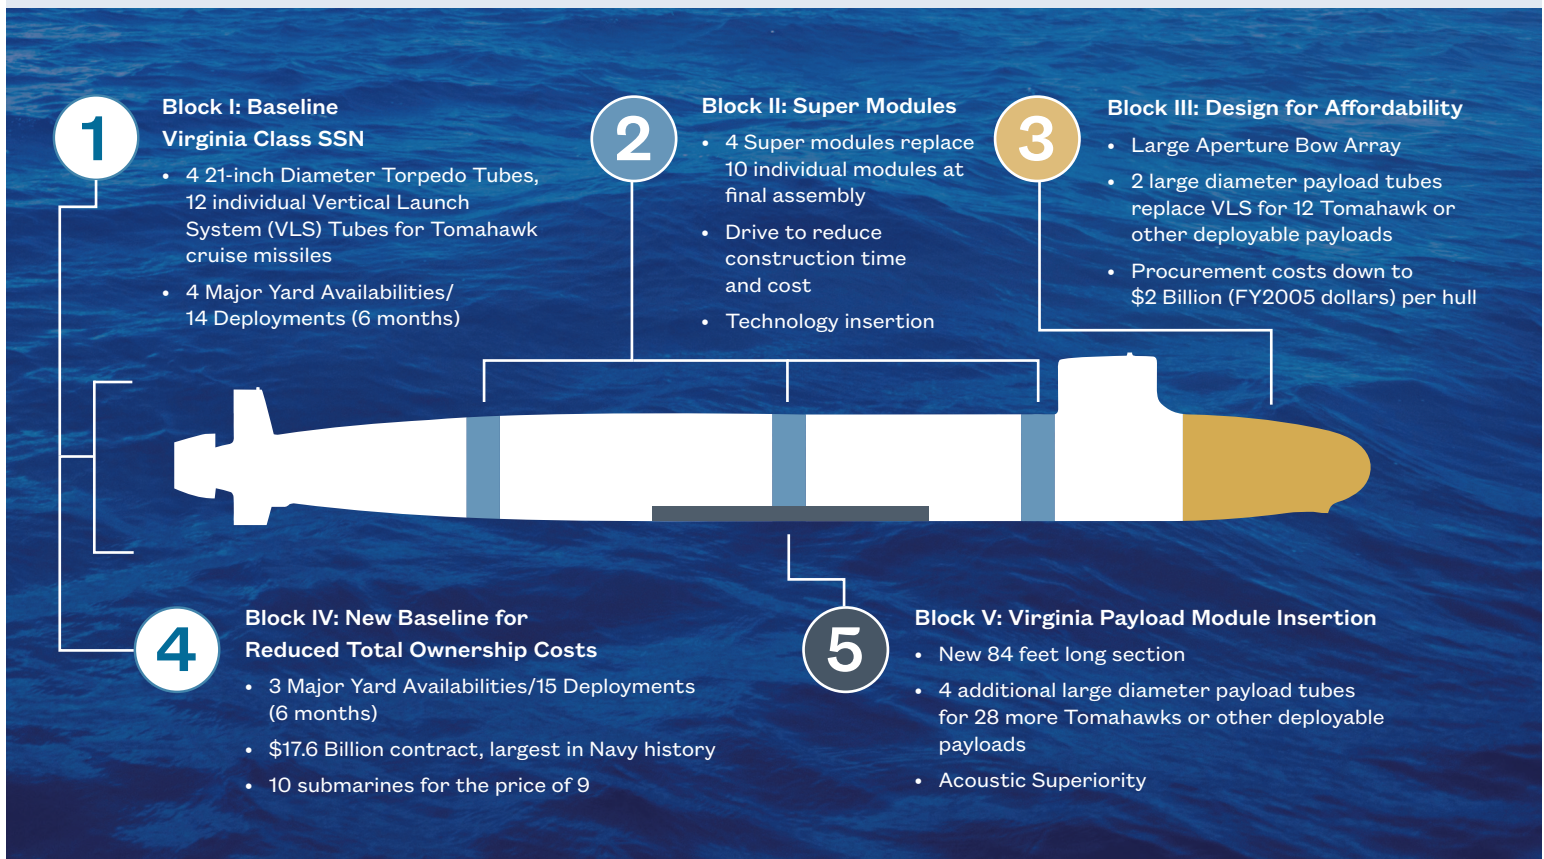 1
Block I: Baseline
Virginia Class SSN
• 4 21-inch Diameter Torpedo Tubes,
12 individual Vertical Launch
System (VLS) Tubes for Tomahawk
cruise missiles
• 4 Major Yard Availabilities/
14 Deployments (6 months)
2
Block II: Super Modules
• 4 Super modules replace
10 individual modules at
final assembly
• Drive to reduce
construction time
and cost
• Technology insertion
3
Block III: Design for Affordability
• Large Aperture Bow Array
• 2 large diameter payload tubes
replace VLS for 12 Tomahawk or
other deployable payloads
• Procurement costs down to
$2 Billion (FY2005 dollars) per hull
4
Block IV: New Baseline for
Reduced Total Ownership Costs
• 3 Major Yard Availabilities/15 Deployments
(6 months)
• $17.6 Billion contract, largest in Navy history
• 10 submarines for the price of 9
5
Block V: Virginia Payload Module Insertion
• New 84 feet long section
• 4 additional large diameter payload tubes
for 28 more Tomahawks or other deployable
payloads
• Acoustic Superiority